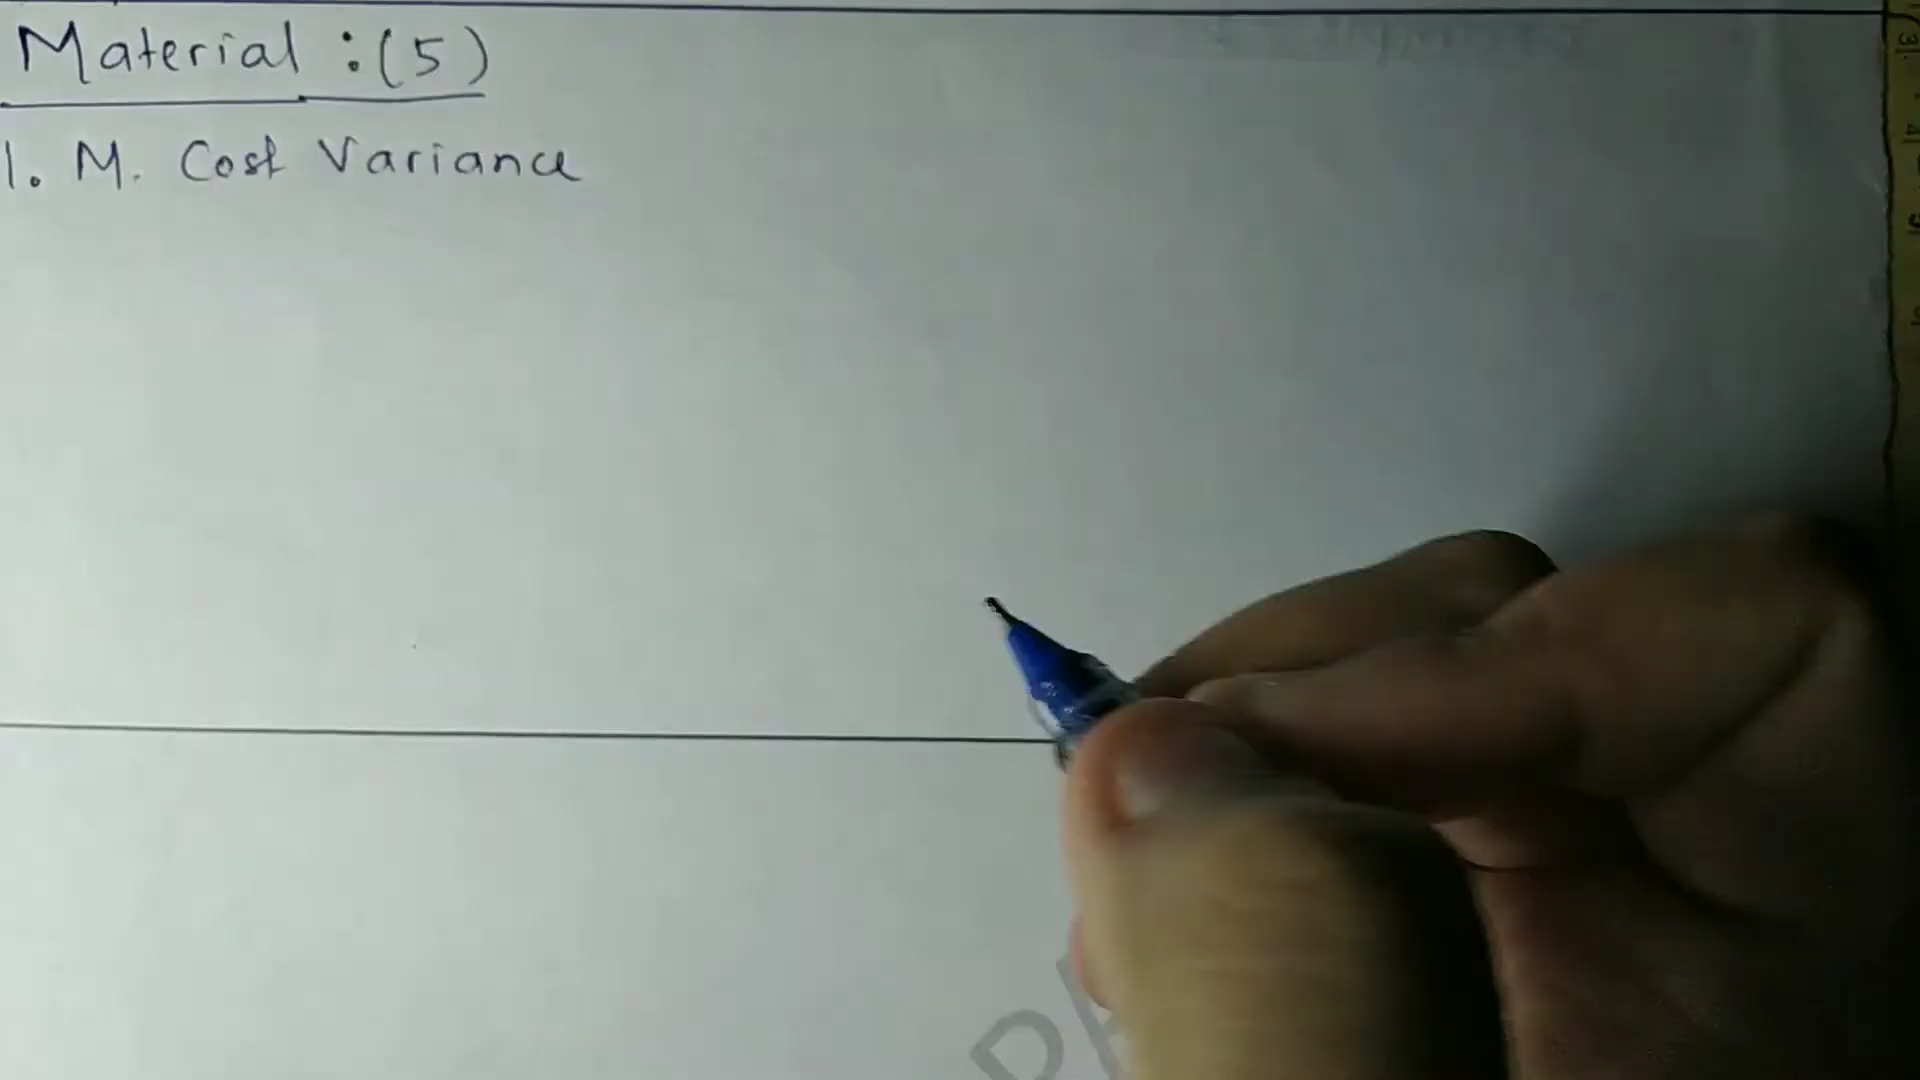 Material : (5)
1. M. Cost Variance